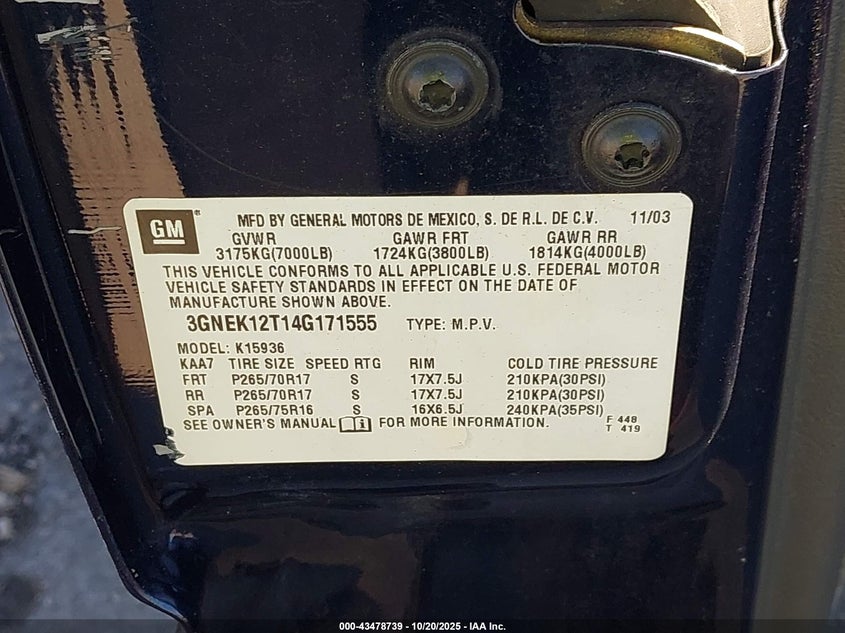 GM ® MFD BY GENERAL MOTORS DE MEXICO, S. DE R.L. DE C.V. 11/03
GVWR GAWR FRT GAWR RR
3175KG(7000LB) 1724KG(3800LB) 1814KG(4000LB)
THIS VEHICLE CONFORMS TO ALL APPLICABLE U.S. FEDERAL MOTOR
VEHICLE SAFETY STANDARDS IN EFFECT ON THE DATE OF
MANUFACTURE SHOWN ABOVE.
3GNEK12T14G171555 TYPE: M.P.V.
MODEL: K15936
KAA7 TIRE SIZE SPEED RTG RIM COLD TIRE PRESSURE
FRT P265/70R17 S 17X7.5J 210KPA(30PSI)
RR P265/70R17 S 17X7.5J 210KPA(30PSI)
SPA P265/75R16 S 16X6.5J 240KPA(35PSI)
SEE OWNER'S MANUAL FOR MORE INFORMATION.
F 448
T 419
000-43478739 - 10/20/2025 - IAA Inc.